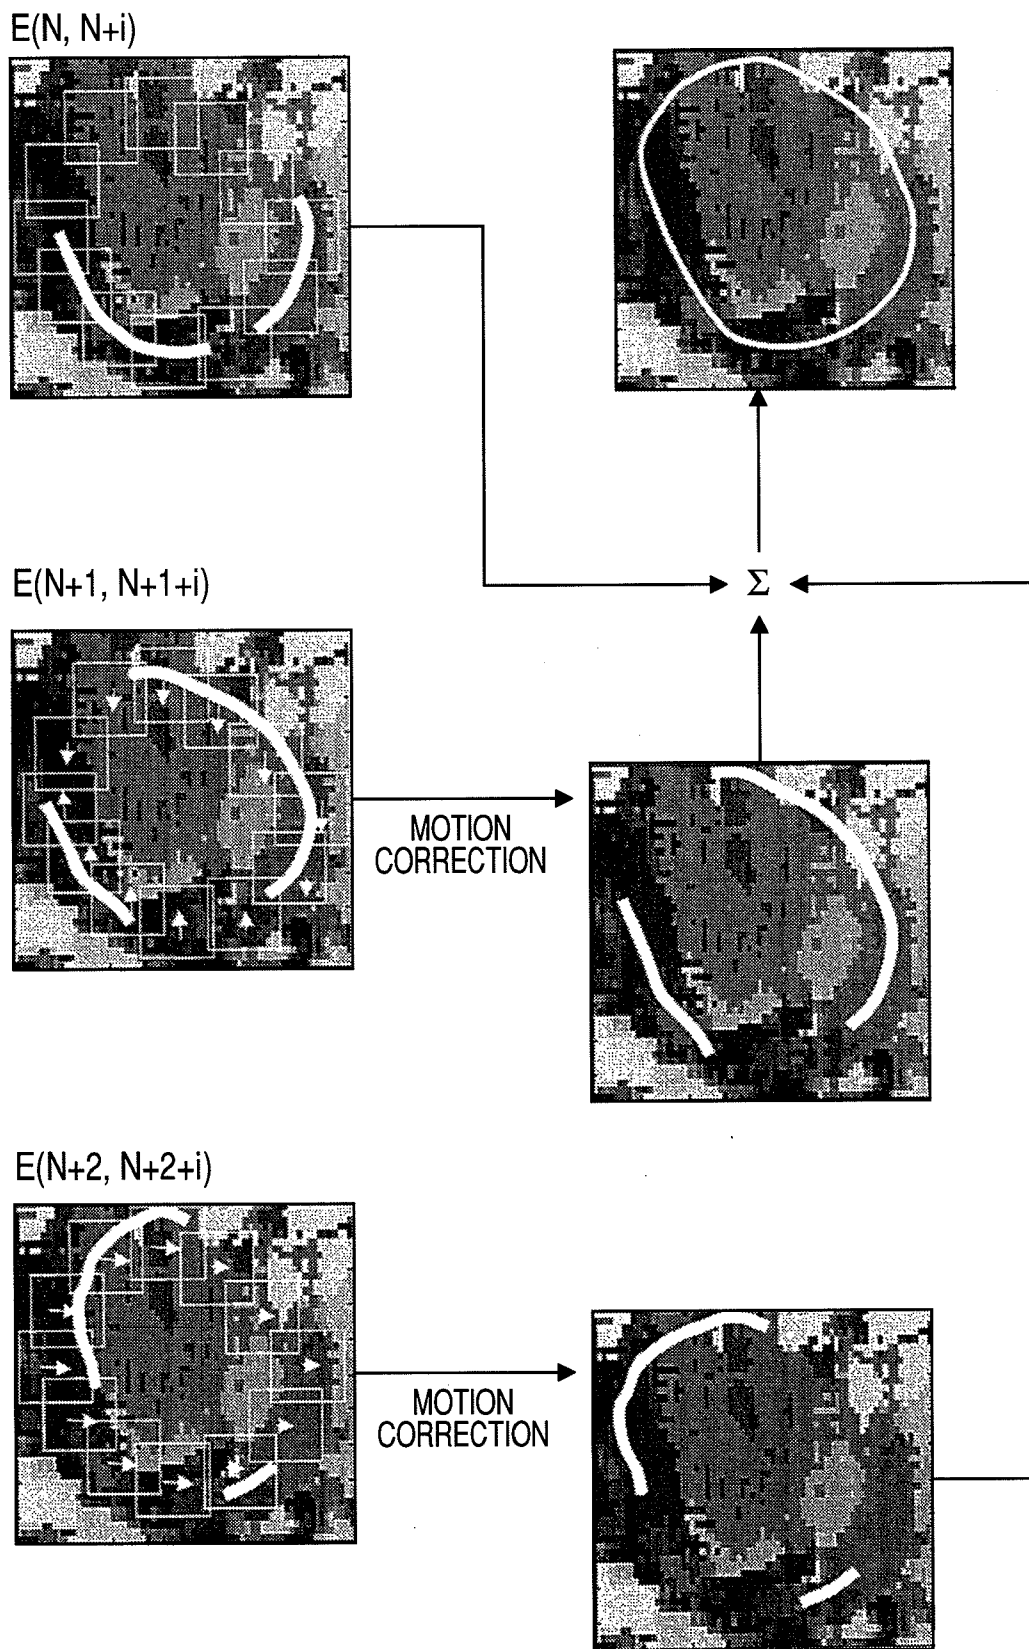 E(N, N+i)
Σ
E(N+1, N+1+i)
MOTION
CORRECTION
E(N+2, N+2+i)
MOTION
CORRECTION